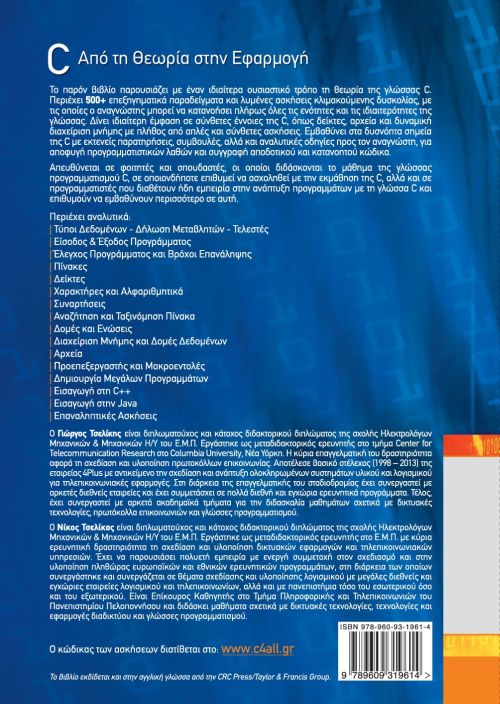 C Από τη Θεωρία στην Εφαρμογή
Το παρόν βιβλίο παρουσιάζει με έναν ιδιαίτερα ουσιαστικό τρόπο τη θεωρία της γλώσσας C.
Περιέχει 500+ επεξηγηματικά παραδείγματα και λυμένες ασκήσεις κλιμακούμενης δυσκολίας, με
τις οποίες ο αναγνώστης μπορεί να κατανοήσει πλήρως όλες τις ενότητες και τις ιδιαιτερότητες της
γλώσσας. Δίνει ιδιαίτερη έμφαση σε σύνθετες έννοιες της C, όπως δείκτες, αρχεία και δυναμική
διαχείριση μνήμης με πλήθος από απλές και σύνθετες ασκήσεις. Εμβαθύνει στα δυσνόητα σημεία
της C με εκτενείς παρατηρήσεις, συμβουλές, αλλά και αναλυτικές οδηγίες προς τον αναγνώστη, για
αποφυγή προγραμματιστικών λαθών και συγγραφή αποδοτικού και κατανοητού κώδικα.
Απευθύνεται σε φοιτητές και σπουδαστές, οι οποίοι διδάσκονται το μάθημα της γλώσσας
προγραμματισμού C, σε οποιονδήποτε επιθυμεί να ασχοληθεί με την εκμάθηση της C, αλλά και σε
προγραμματιστές που διαθέτουν ήδη εμπειρία στην ανάπτυξη προγραμμάτων με τη γλώσσα C και
επιθυμούν να εμβαθύνουν περισσότερο σε αυτή.
Περιέχει αναλυτικά:
Τύποι Δεδομένων - Δήλωση Μεταβλητών - Τελεστές
Είσοδος & Έξοδος Προγράμματος
Έλεγχος Προγράμματος και Βρόχοι Επανάληψης
Πίνακες
Δείκτες
Χαρακτήρες και Αλφαριθμητικά
Συναρτήσεις
Αναζήτηση και Ταξινόμηση Πίνακα
Δομές και Ενώσεις
Διαχείριση Μνήμης και Δομές Δεδομένων
Αρχεία
Προεπεξεργαστής και Μακροεντολές
Δημιουργία Μεγάλων Προγραμμάτων
Εισαγωγή στη C++
Εισαγωγή στην Java
Επαναληπτικές Ασκήσεις
Ο Γιώργος Τσελίκης είναι διπλωματούχος και κάτοχος διδακτορικού διπλώματος της σχολής Ηλεκτρολόγων
Μηχανικών & Μηχανικών Η/Υ του Ε.Μ.Π. Εργάστηκε ως μεταδιδακτορικός ερευνητής στο τμήμα Center for
Telecommunication Research στο Columbia University, Νέα Υόρκη. Η κύρια επαγγελματική του δραστηριότητα
αφορά τη σχεδίαση και υλοποίηση πρωτοκόλλων επικοινωνίας. Αποτέλεσε βασικό στέλεχος (1998 – 2013) της
εταιρείας 4Plus με αντικείμενο την σχεδίαση και ανάπτυξη ολοκληρωμένων συστημάτων υλικού και λογισμικού
για τηλεπικοινωνιακές εφαρμογές. Στη διάρκεια της επαγγελματικής του σταδιοδρομίας έχει συνεργαστεί με
αρκετές διεθνείς εταιρείες και έχει συμμετάσχει σε πολλά διεθνή και εγχώρια ερευνητικά προγράμματα. Τέλος,
έχει συνεργαστεί με αρκετά ακαδημαϊκά τμήματα για την διδασκαλία μαθημάτων σχετικά με δικτυακές
τεχνολογίες, πρωτόκολλα επικοινωνιών και γλώσσες προγραμματισμού.
Ο Νίκος Τσελίκας είναι διπλωματούχος και κάτοχος διδακτορικού διπλώματος της σχολής Ηλεκτρολόγων
Μηχανικών & Μηχανικών Η/Υ του Ε.Μ.Π. Εργάστηκε ως μεταδιδακτορικός ερευνητής στο Ε.Μ.Π. με κύρια
ερευνητική δραστηριότητα τη σχεδίαση και υλοποίηση δικτυακών εφαρμογών και τηλεπικοινωνιακών
υπηρεσιών. Έχει να παρουσιάσει πολυετή εμπειρία με ενεργή συμμετοχή στον σχεδιασμό και στην
υλοποίηση πληθώρας ευρωπαϊκών και εθνικών ερευνητικών προγραμμάτων, στη διάρκεια των οποίων
συνεργάστηκε και συνεργάζεται σε θέματα σχεδίασης και υλοποίησης λογισμικού με μεγάλες διεθνείς και
εγχώριες εταιρείες λογισμικού και τηλεπικοινωνιών, αλλά και με πανεπιστήμια τόσο του εσωτερικού όσο
και του εξωτερικού. Είναι Επίκουρος Καθηγητής στο Τμήμα Πληροφορικής και Τηλεπικοινωνιών του
Πανεπιστημίου Πελοποννήσου και διδάσκει μαθήματα σχετικά με δικτυακές τεχνολογίες, τεχνολογίες και
εφαρμογές διαδικτύου και γλώσσες προγραμματισμού.
ISBN 978-960-93-1961-4
Ο κώδικας των ασκήσεων διατίθεται στο: www.c4all.gr
Το Βιβλίο εκδίδεται και στην αγγλική γλώσσα από την CRC Press/Taylor & Francis Group.
9 789609 319614 >